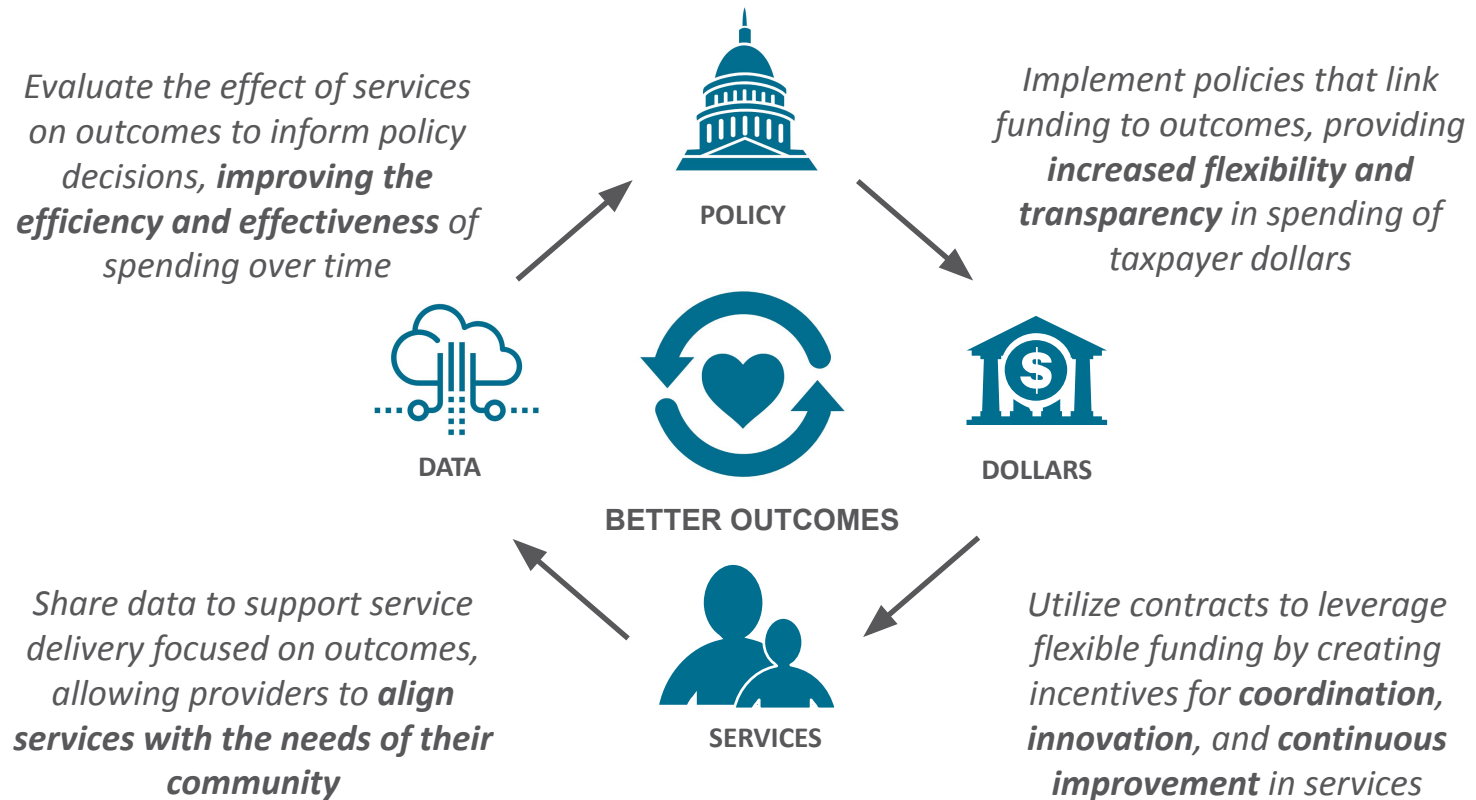 Evaluate the effect of services
on outcomes to inform policy
decisions, improving the
efficiency and effectiveness of
spending over time
POLICY
Implement policies that link
funding to outcomes, providing
increased flexibility and
transparency in spending of
taxpayer dollars
DATA
$
DOLLARS
BETTER OUTCOMES
Share data to support service
delivery focused on outcomes,
allowing providers to align
services with the needs of their
community
SERVICES
Utilize contracts to leverage
flexible funding by creating
incentives for coordination,
innovation, and continuous
improvement in services